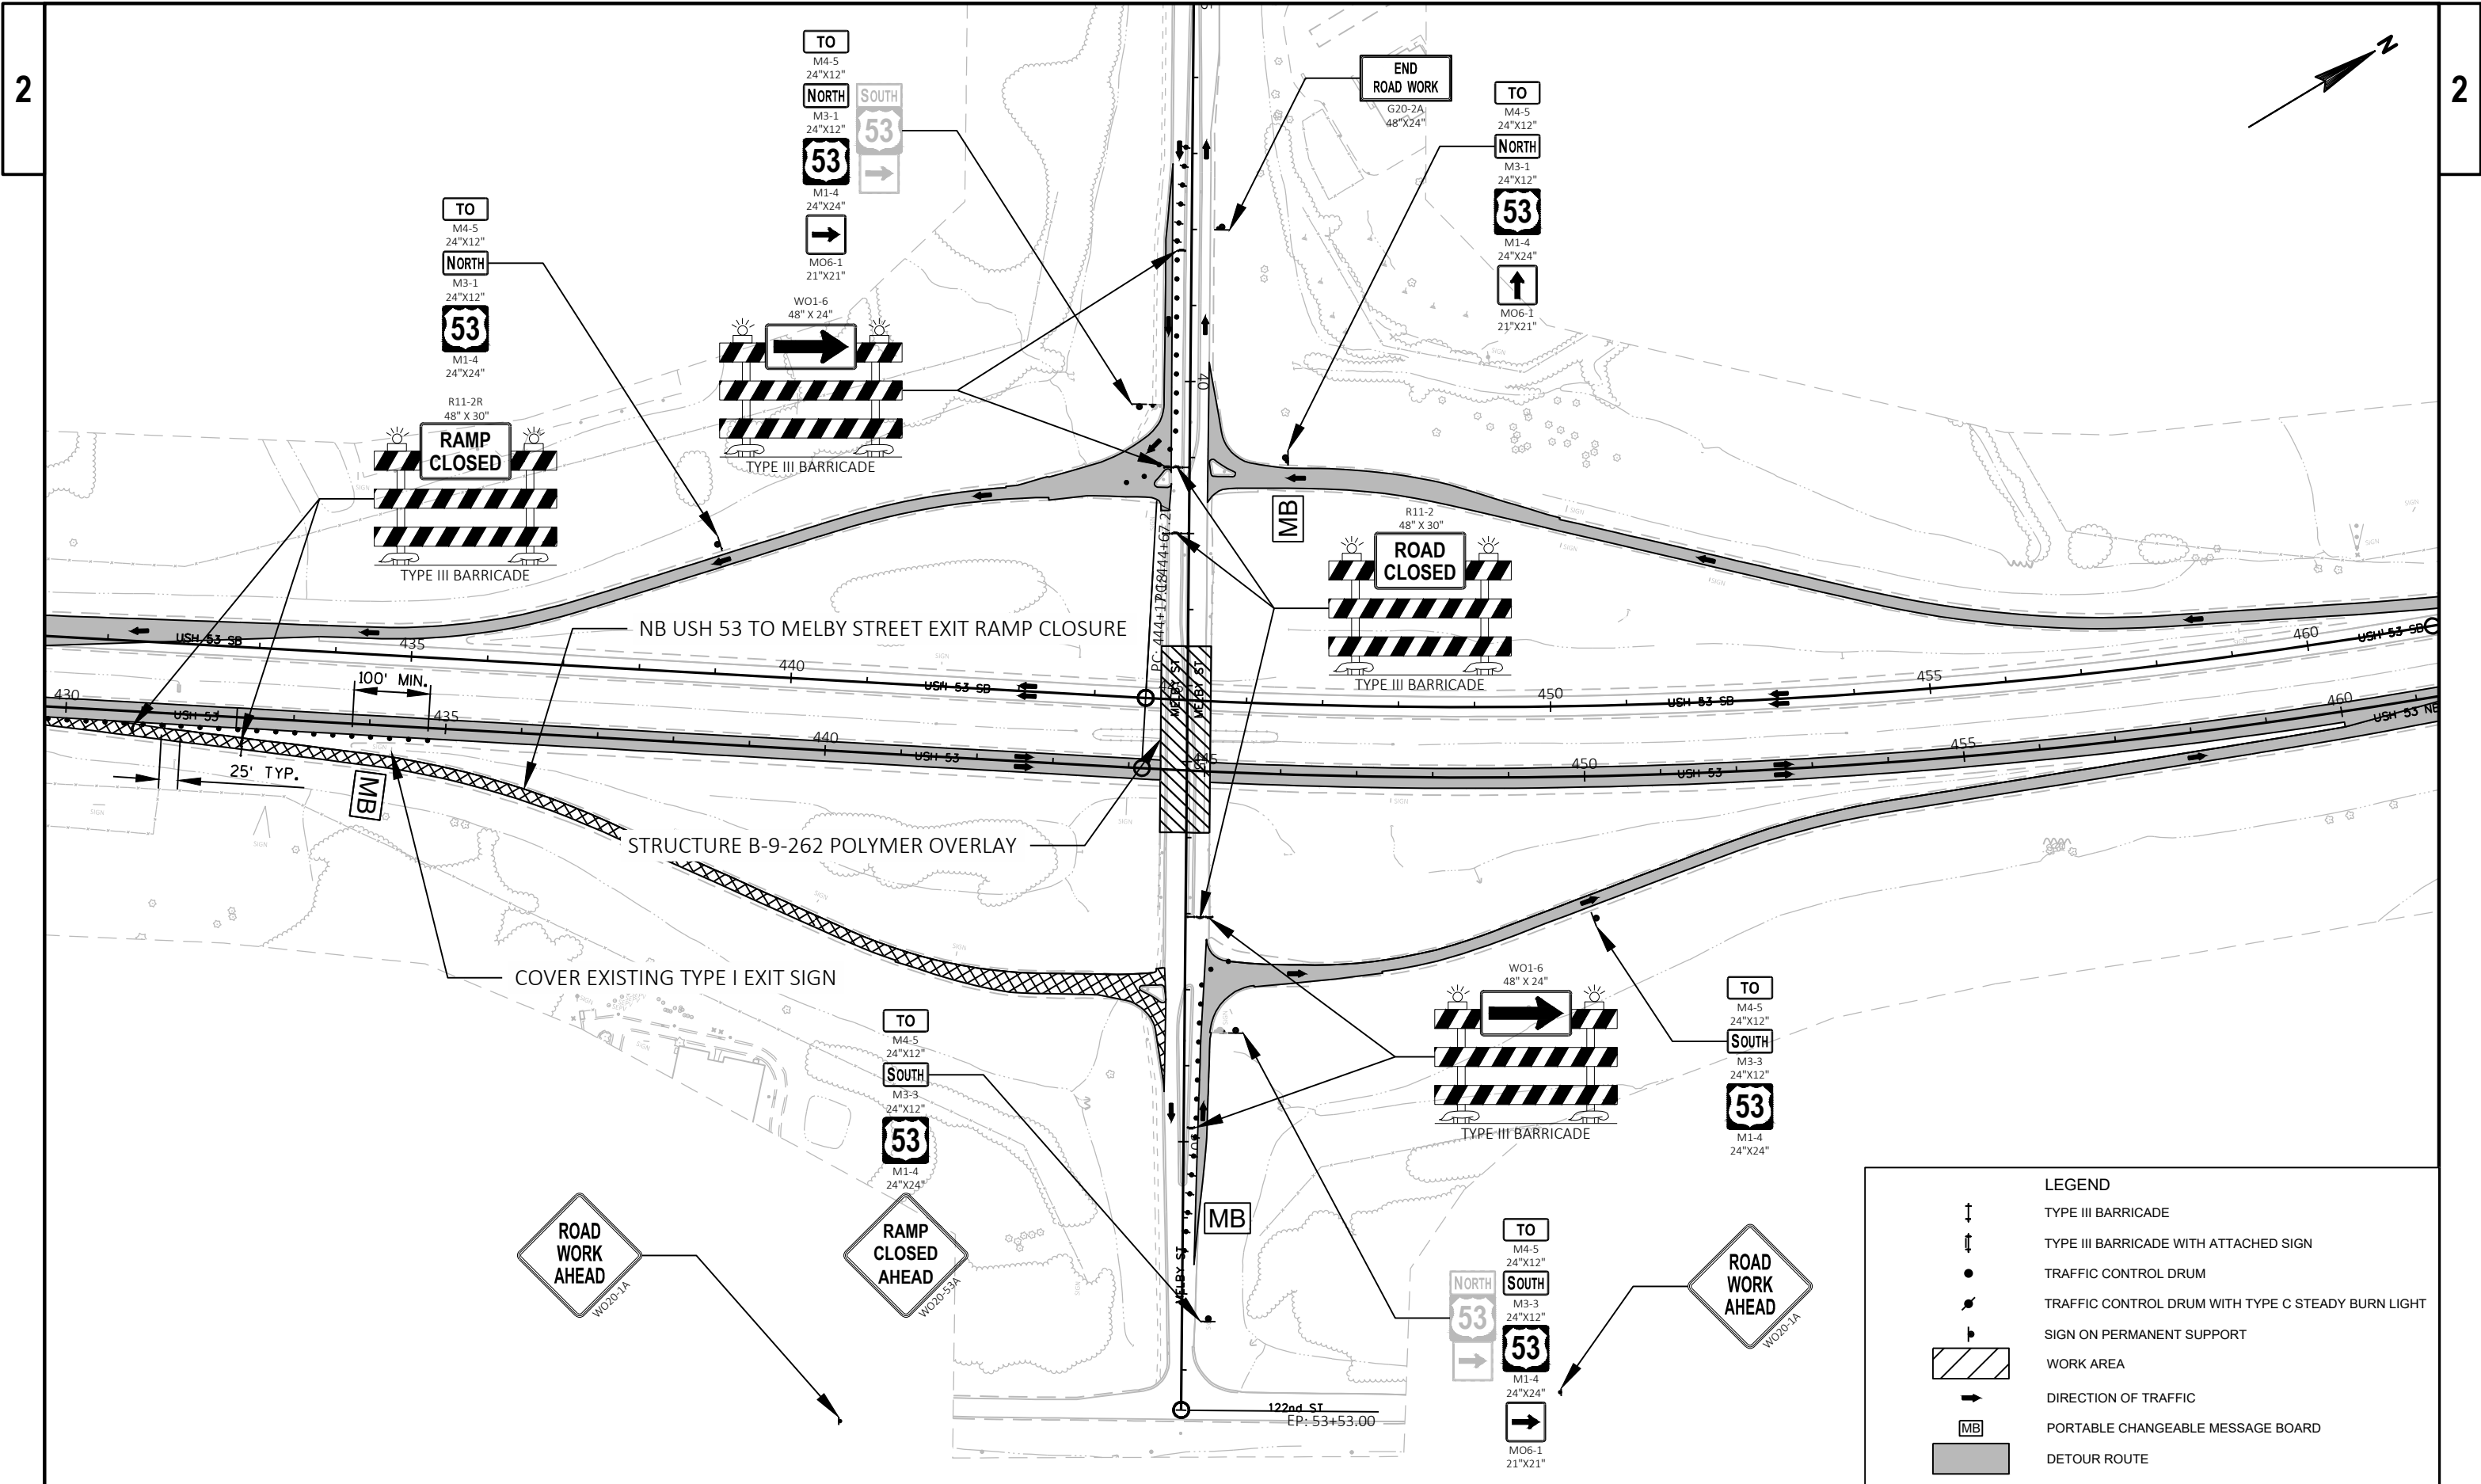 2
2
N
TO
M4-5
24"X12"
NORTH
M3-1
24"X12"
53
M1-4
24"X24"
MO6-1
21"X21"
SOUTH
53
END
ROAD WORK
G20-2A
48"X24"
TO
M4-5
24"X12"
NORTH
M3-1
24"X12"
53
M1-4
24"X24"
MO6-1
21"X21"
TO
M4-5
24"X12"
NORTH
M3-1
24"X12"
53
M1-4
24"X24"
WO1-6
48" X 24"
TYPE III BARRICADE
R11-2R
48" X 30"
RAMP
CLOSED
TYPE III BARRICADE
40
MB
R11-2
48" X 30"
ROAD
CLOSED
TYPE III BARRICADE
NB USH 53 TO MELBY STREET EXIT RAMP CLOSURE
USH 53 SB
435
440
USH 53 SB
450
USH 53 SB
455
460
USH 53 SB
MELBY ST
MELBY ST
430
USH 53
100' MIN.
435
440
USH 53
450
USH 53
455
460
USH 53 NB
25' TYP.
MB
STRUCTURE B-9-262 POLYMER OVERLAY
COVER EXISTING TYPE I EXIT SIGN
WO1-6
48" X 24"
TYPE III BARRICADE
TO
M4-5
24"X12"
SOUTH
M3-3
24"X12"
53
M1-4
24"X24"
TO
M4-5
24"X12"
SOUTH
M3-3
24"X12"
53
M1-4
24"X24"
ROAD
WORK
AHEAD
WO20-1A
RAMP
CLOSED
AHEAD
WO20-53A
MB
MELBY ST
NORTH
53
TO
M4-5
24"X12"
SOUTH
M3-3
24"X12
53
M1-4
24"X24"
MO6-1
21"X21"
ROAD
WORK
AHEAD
WO20-1A
122nd ST
EP: 53+53.00
LEGEND
TYPE III BARRICADE
TYPE III BARRICADE WITH ATTACHED SIGN
TRAFFIC CONTROL DRUM
TRAFFIC CONTROL DRUM WITH TYPE C STEADY BURN LIGHT
SIGN ON PERMANENT SUPPORT
WORK AREA
DIRECTION OF TRAFFIC
MB PORTABLE CHANGEABLE MESSAGE BOARD
DETOUR ROUTE